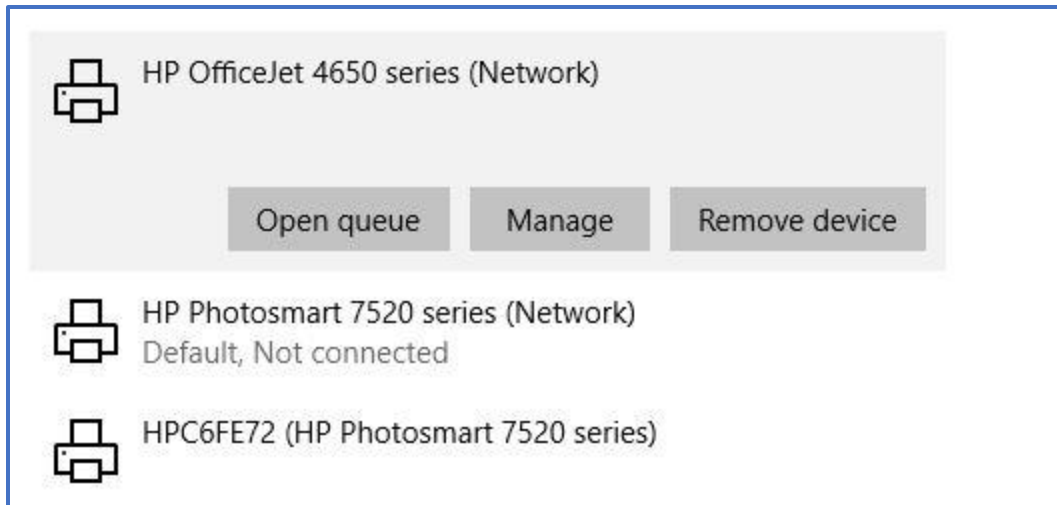 HP OfficeJet 4650 series (Network)
Open queue Manage Remove device
HP Photosmart 7520 series (Network)
Default, Not connected
HPC6FE72 (HP Photosmart 7520 series)